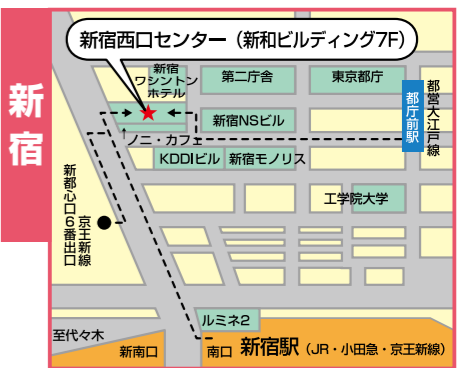 新宿
新宿西口センター（新和ビルディング7F）
新宿
ワシントン
ホテル
第二庁舎
東京都庁
都営大江戸線
都庁前駅
新宿NSビル
ノニ・カフェ
KDDIビル
新宿モノリス
工学院大学
京王新線
新都心口6番出口
ルミネ2
至代々木
新南口
南口
新宿駅（JR・小田急・京王新線）